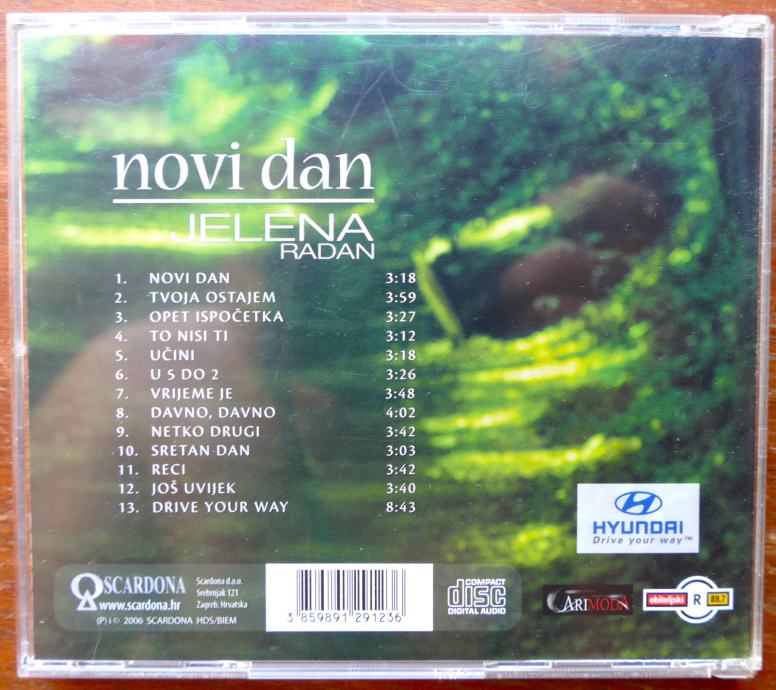 novi dan
JELENA
RADAN
1. NOVI DAN 3:18
2. TVOJA OSTAJEM 3:59
3. OPET ISPOČETKA 3:27
4. TO NISI TI 3:12
5. UČINI 3:18
6. U 5 DO 2 3:26
7. VRIJEME JE 3:48
8. DAVNO, DAVNO 4:02
9. NETKO DRUGI 3:42
10. SRETAN DAN 3:03
11. RECI 3:42
12. JOŠ UVIJEK 3:40
13. DRIVE YOUR WAY 8:43
HYUNDAI
Drive your way™
SCARDONA
www.scardona.hr
Scardona d.o.o.
Srebrnjak 121
Zagreb, Hrvatska
(P) i © 2006 SCARDONA HDS/BIEM
3 859891 291236
COMPACT
disc
DIGITAL AUDIO
CARIMODA
obiteljski R 89,7